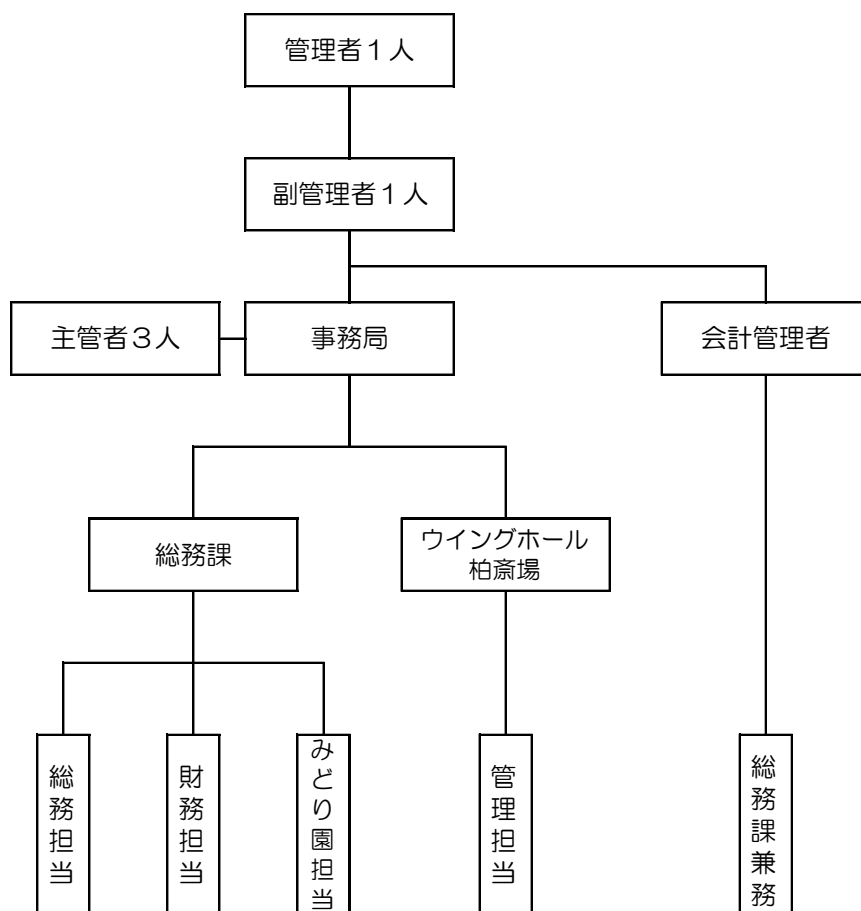 管理者１人
副管理者１人
主管者３人
事務局
会計管理者
総務課
ウイングホール
柏斎場
総務担当
財務担当
みどり園担当
管理担当
総務課兼務